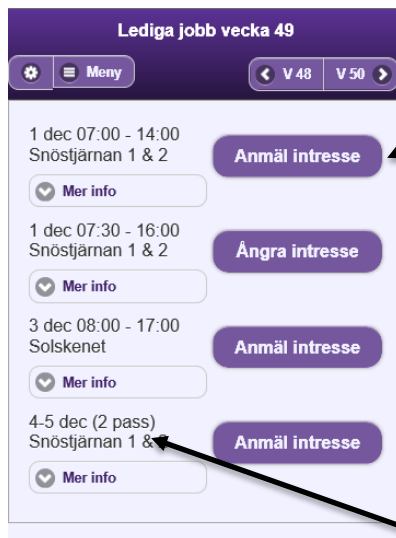 Lediga jobb vecka 49
Meny
V 48
V 50
1 dec 07:00 - 14:00
Snöstjärnan 1 & 2
Anmäl intresse
Mer info
1 dec 07:30 - 16:00
Snöstjärnan 1 & 2
Ångra intresse
Mer info
3 dec 08:00 - 17:00
Solskenet
Anmäl intresse
Mer info
4-5 dec (2 pass)
Snöstjärnan 1 &
Anmäl intresse
Mer info